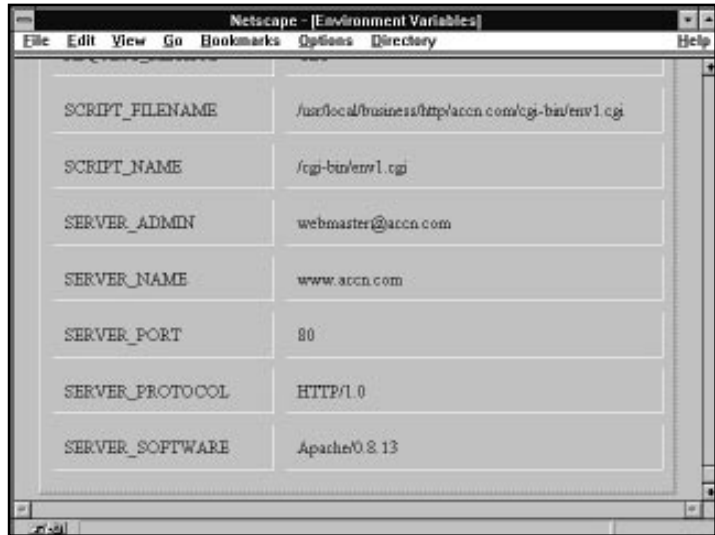 Netscape - [Environment Variables]
File Edit View Go Bookmarks Options Directory Help
SCRIPT_FILENAME /usr/local/business/http/accn.com/cgi-bin/env1.cgi
SCRIPT_NAME /cgi-bin/env1.cgi
SERVER_ADMIN webmaster@accn.com
SERVER_NAME www.accn.com
SERVER_PORT 80
SERVER_PROTOCOL HTTP/1.0
SERVER_SOFTWARE Apache/0.8.13